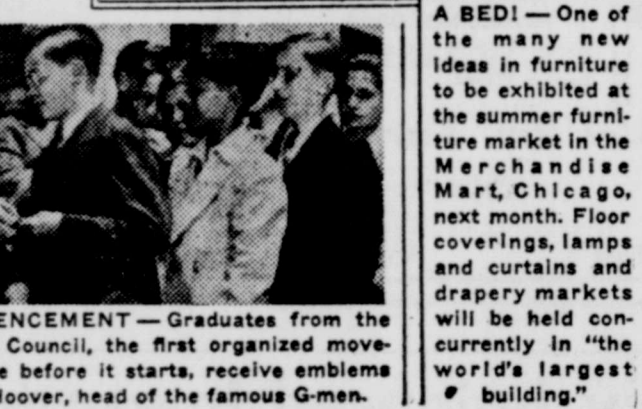 ENCEMENT — Graduates from the
Council, the first organized move-
e before it starts, receive emblems
oover, head of the famous G-men.
A BED! — One of
the many new
ideas in furniture
to be exhibited at
the summer furni-
ture market in the
Merchandise
Mart, Chicago,
next month. Floor
coverings, lamps
and curtains and
drapery markets
will be held con-
currently in "the
world's largest
building."